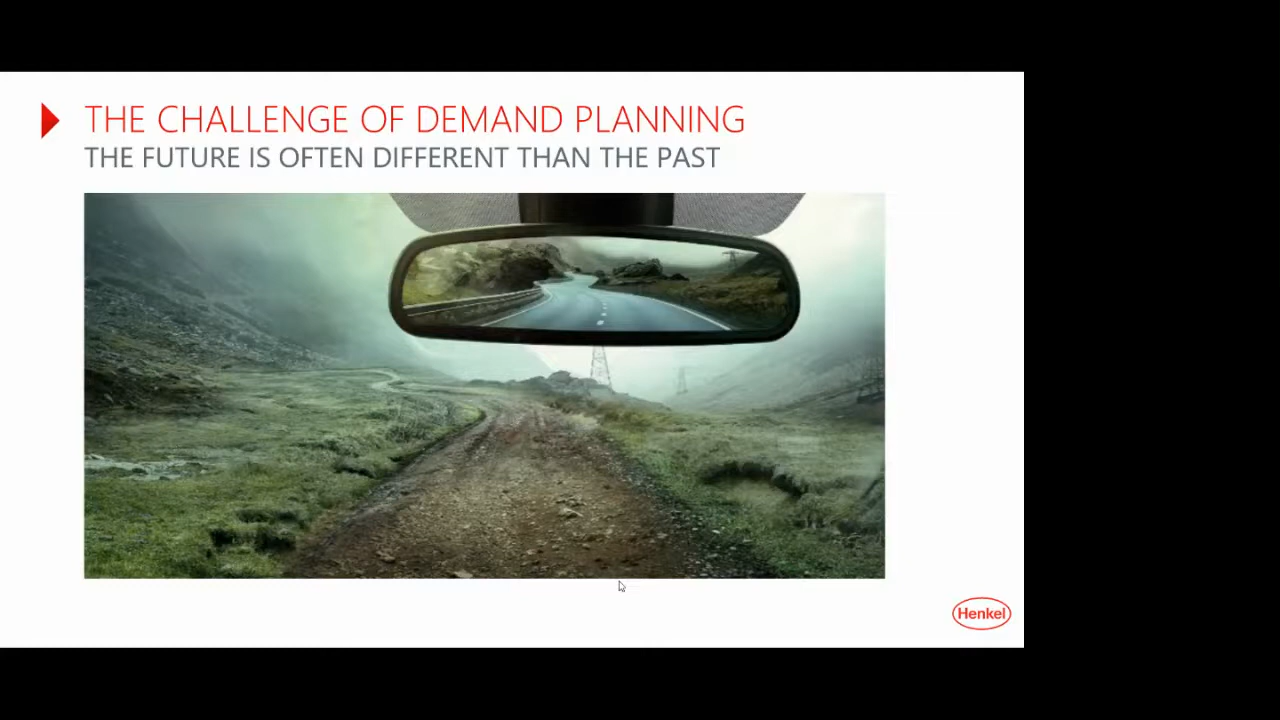 THE CHALLENGE OF DEMAND PLANNING
THE FUTURE IS OFTEN DIFFERENT THAN THE PAST
Henkel